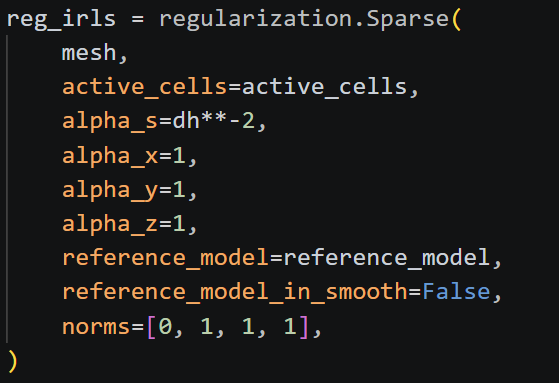 reg_irls = regularization.Sparse(
    mesh,
    active_cells=active_cells,
    alpha_s=dh**-2,
    alpha_x=1,
    alpha_y=1,
    alpha_z=1,
    reference_model=reference_model,
    reference_model_in_smooth=False,
    norms=[0, 1, 1, 1],
)